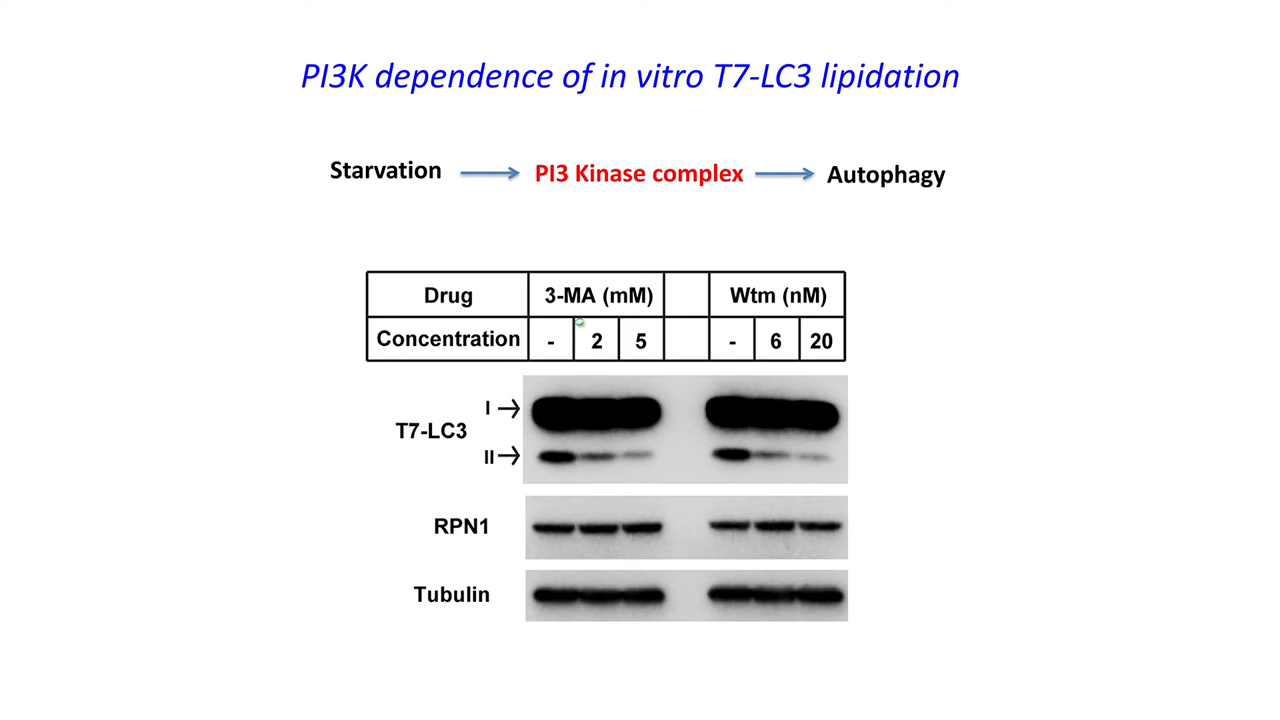 PI3K dependence of in vitro T7-LC3 lipidation
Starvation PI3 Kinase complex Autophagy
Drug 3-MA (mM) Wtm (nM)
Concentration - 2 5 - 6 20
I
T7-LC3
II
RPN1
Tubulin